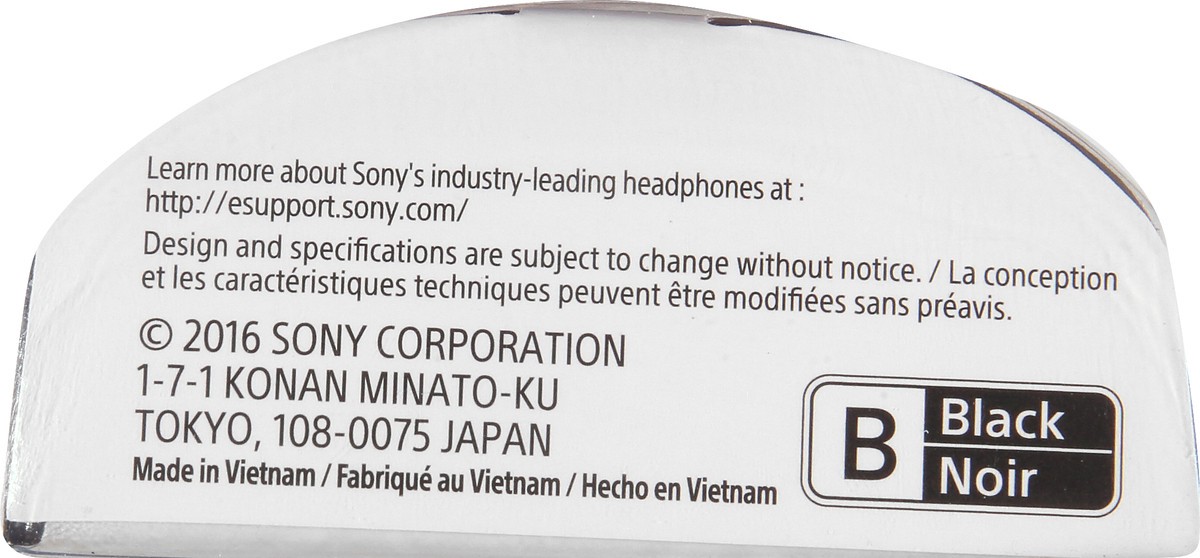 Learn more about Sony's industry-leading headphones at :
http://esupport.sony.com/
Design and specifications are subject to change without notice. / La conception
et les caractéristiques techniques peuvent être modifiées sans préavis.
© 2016 SONY CORPORATION
1-7-1 KONAN MINATO-KU
TOKYO, 108-0075 JAPAN
Made in Vietnam / Fabriqué au Vietnam / Hecho en Vietnam
B
Black
Noir